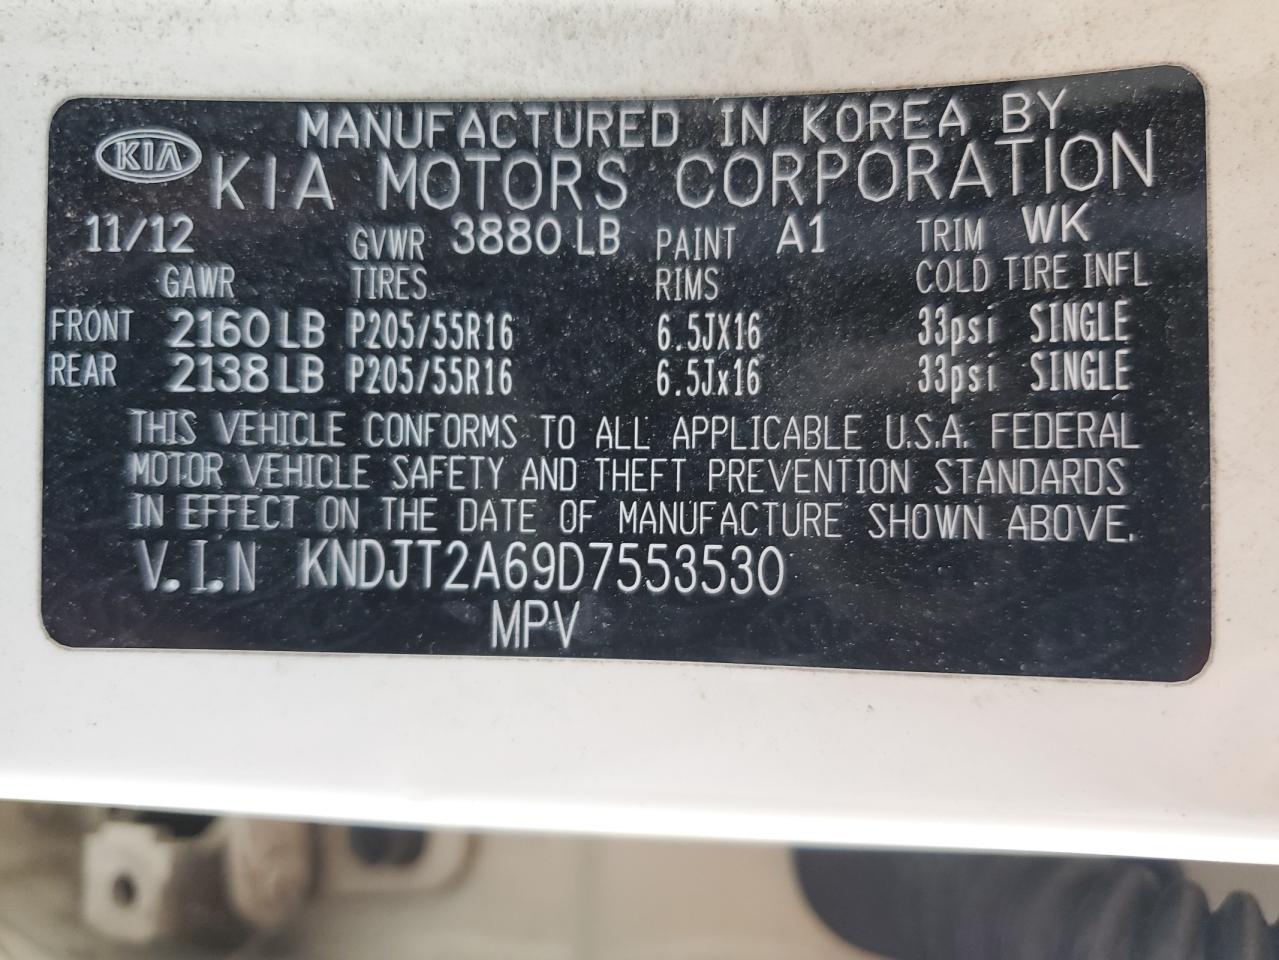 MANUFACTURED IN KOREA BY
KIA KIA MOTORS CORPORATION
11/12 GVWR 3880 LB PAINT A1 TRIM WK
GAWR TIRES RIMS COLD TIRE INFL
FRONT 2160 LB P205/55R16 6.5JX16 33psi SINGLE
REAR 2138 LB P205/55R16 6.5Jx16 33psi SINGLE
THIS VEHICLE CONFORMS TO ALL APPLICABLE U.S.A. FEDERAL
MOTOR VEHICLE SAFETY AND THEFT PREVENTION STANDARDS
IN EFFECT ON THE DATE OF MANUFACTURE SHOWN ABOVE.
V.I.N KNDJT2A69D7553530
MPV